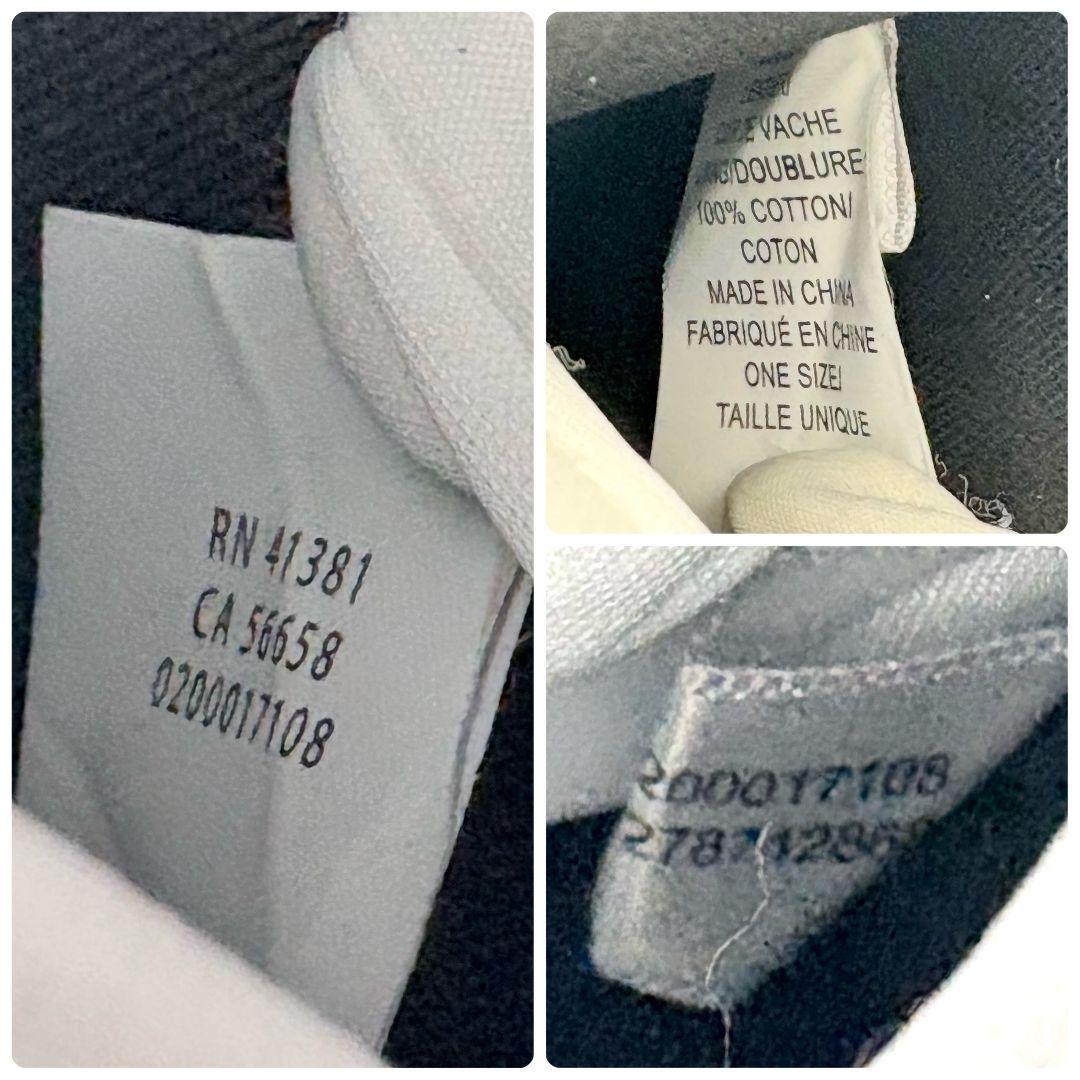 RN 41381
CA 56658
0200017108
VACHE
DOUBLURE
100% COTTON/
COTON
MADE IN CHINA
FABRIQUÉ EN CHINE
ONE SIZE/
TAILLE UNIQUE
200017108